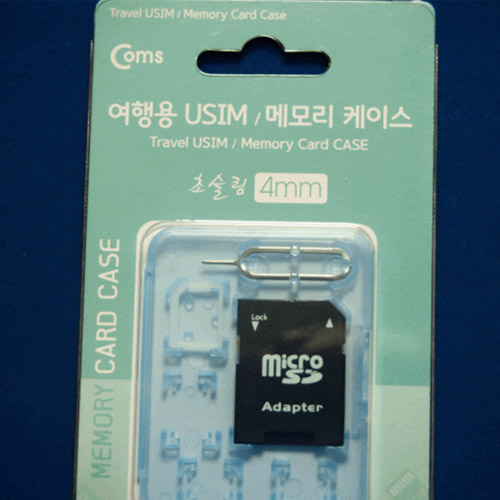 Travel USIM / Memory Card Case
Coms
여행용 USIM / 메모리 케이스
Travel USIM / Memory Card CASE
초슬림 4mm
MEMORY CARD CASE
Lock
micro
SD
Adapter